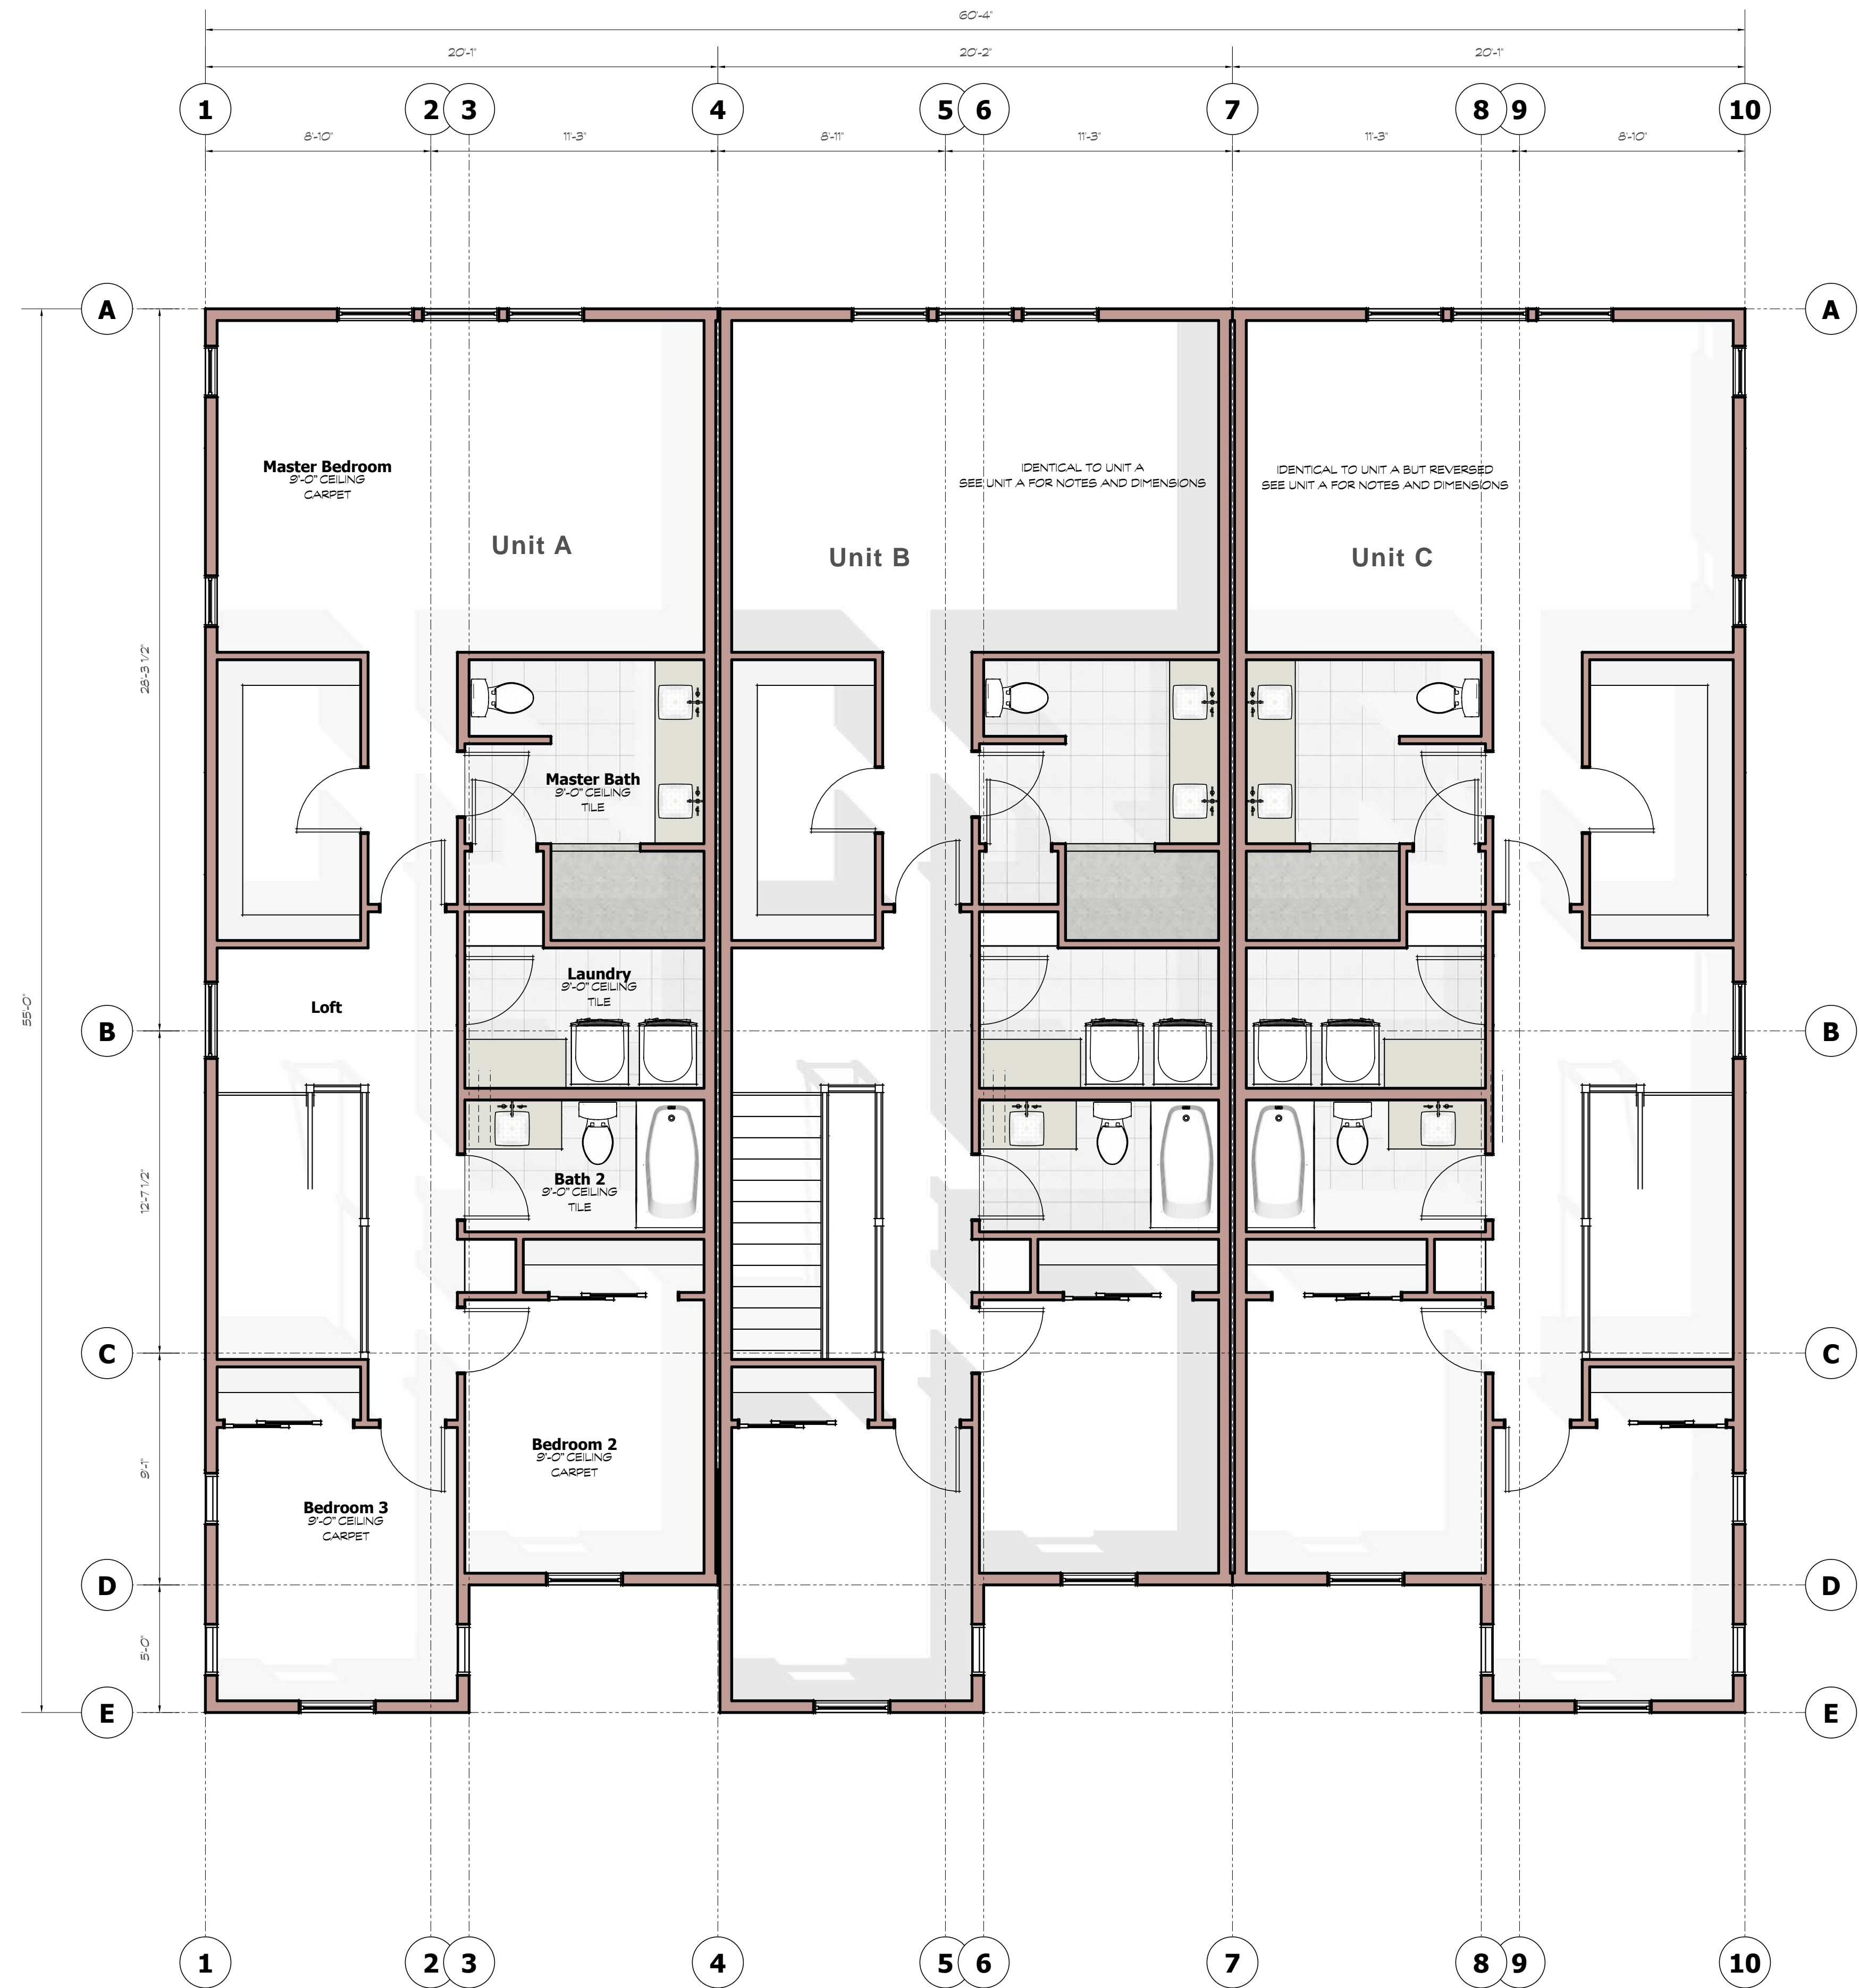 60'-4"
20'-1" 20'-2" 20'-1"
1 2 3 4 5 6 7 8 9 10
8'-10" 11'-3" 8'-11" 11'-3" 11'-3" 8'-10"
A A
Master Bedroom
9'-0" CEILING
CARPET
IDENTICAL TO UNIT A
SEE UNIT A FOR NOTES AND DIMENSIONS
IDENTICAL TO UNIT A BUT REVERSED
SEE UNIT A FOR NOTES AND DIMENSIONS
Unit A
Unit B
Unit C
28'-3 1/2"
Master Bath
9'-0" CEILING
TILE
Laundry
9'-0" CEILING
TILE
Loft
55'-0"
B B
12'-7 1/2"
Bath 2
9'-0" CEILING
TILE
C C
Bedroom 2
9'-0" CEILING
CARPET
9'-1"
Bedroom 3
9'-0" CEILING
CARPET
D D
5'-0"
E E
1 2 3 4 5 6 7 8 9 10